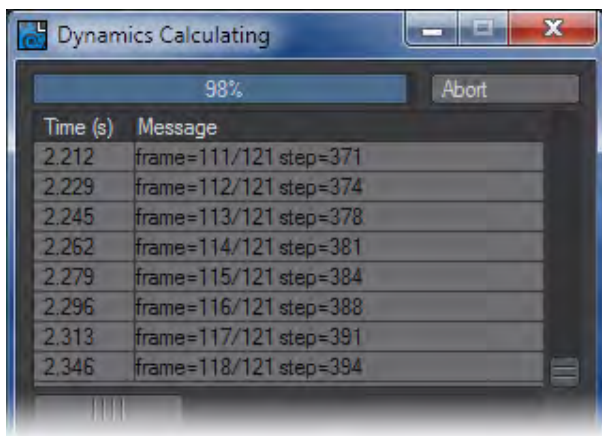 Dynamics Calculating
98% Abort
Time (s) Message
2.212 frame=111/121 step=371
2.229 frame=112/121 step=374
2.245 frame=113/121 step=378
2.262 frame=114/121 step=381
2.279 frame=115/121 step=384
2.296 frame=116/121 step=388
2.313 frame=117/121 step=391
2.346 frame=118/121 step=394